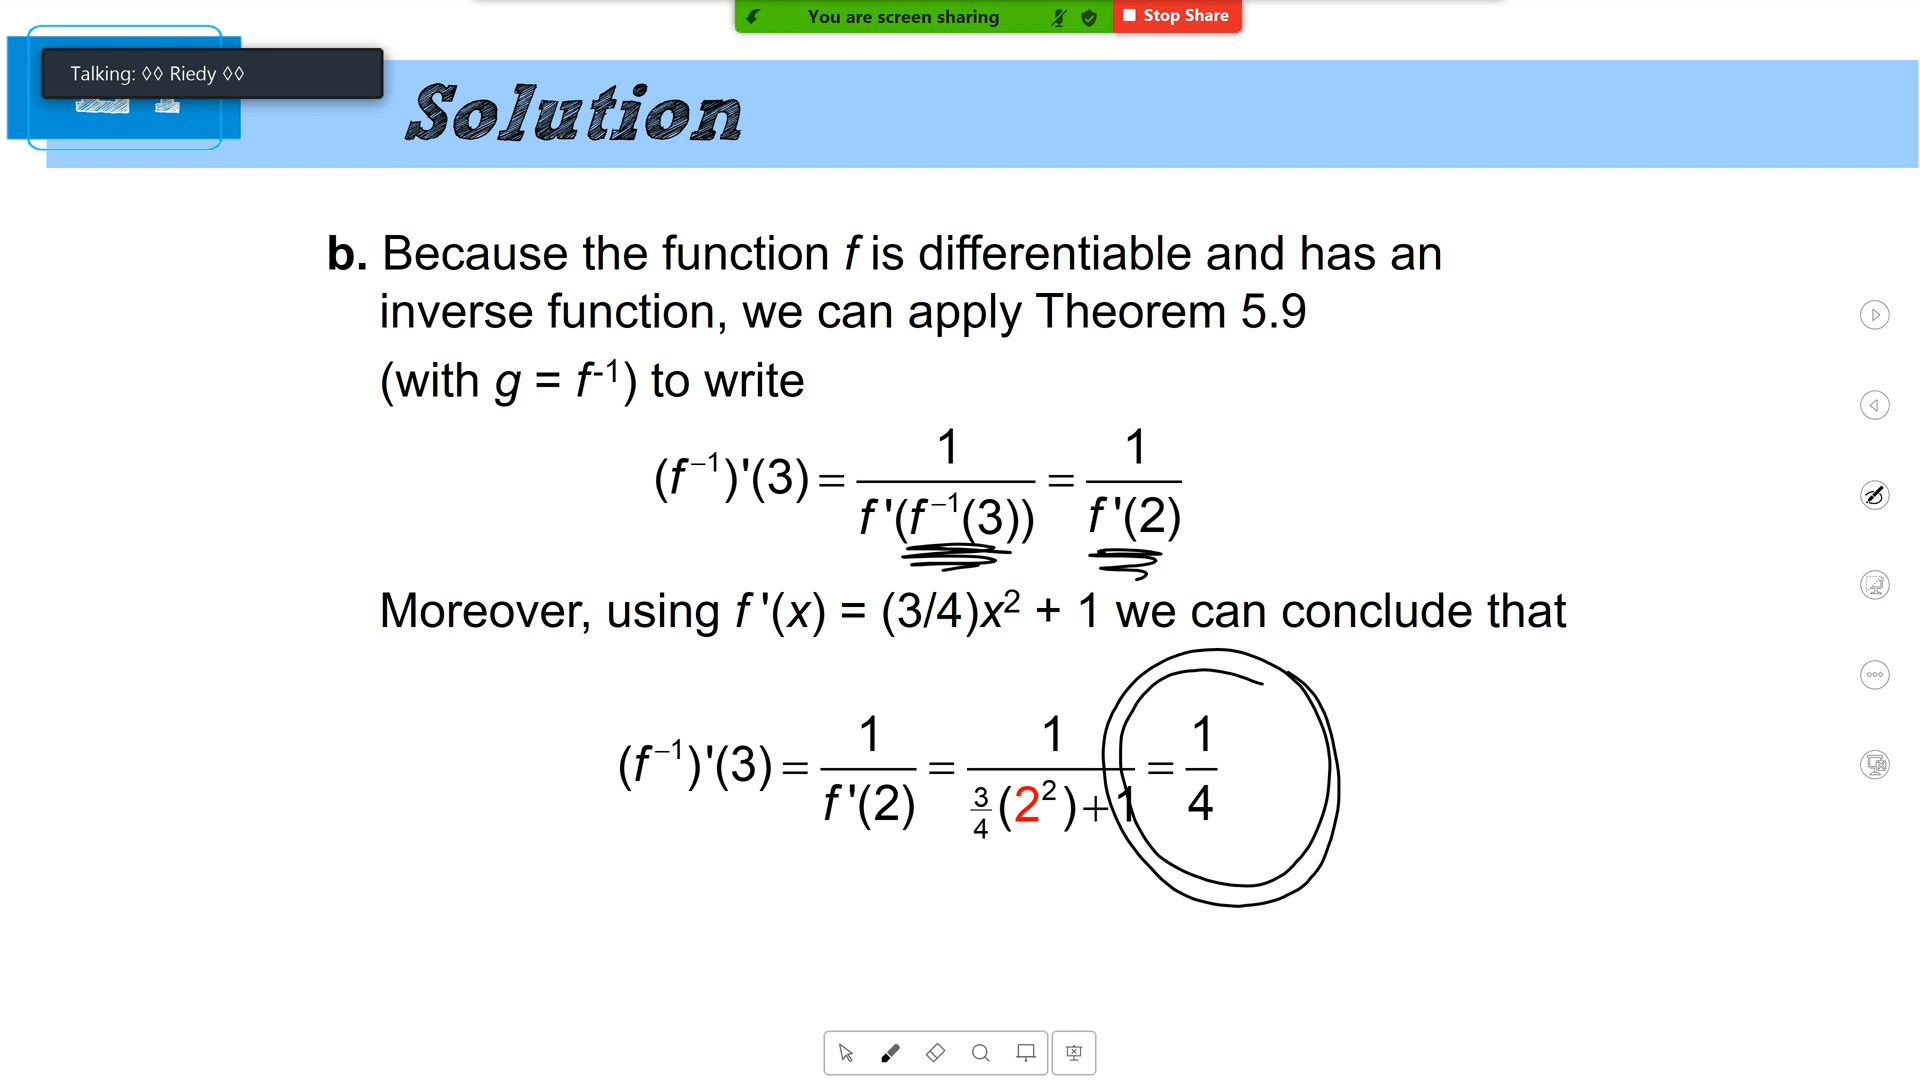 You are screen sharing
Stop Share
Talking: ◊◊ Riedy ◊◊
Solution
b. Because the function f is differentiable and has an
inverse function, we can apply Theorem 5.9
(with g = f⁻¹) to write
(f⁻¹)'(3) = 1 / f'(f⁻¹(3)) = 1 / f'(2)
Moreover, using f'(x) = (3/4)x² + 1 we can conclude that
(f⁻¹)'(3) = 1 / f'(2) = 1 / (3/4 (2²) + 1) = 1/4